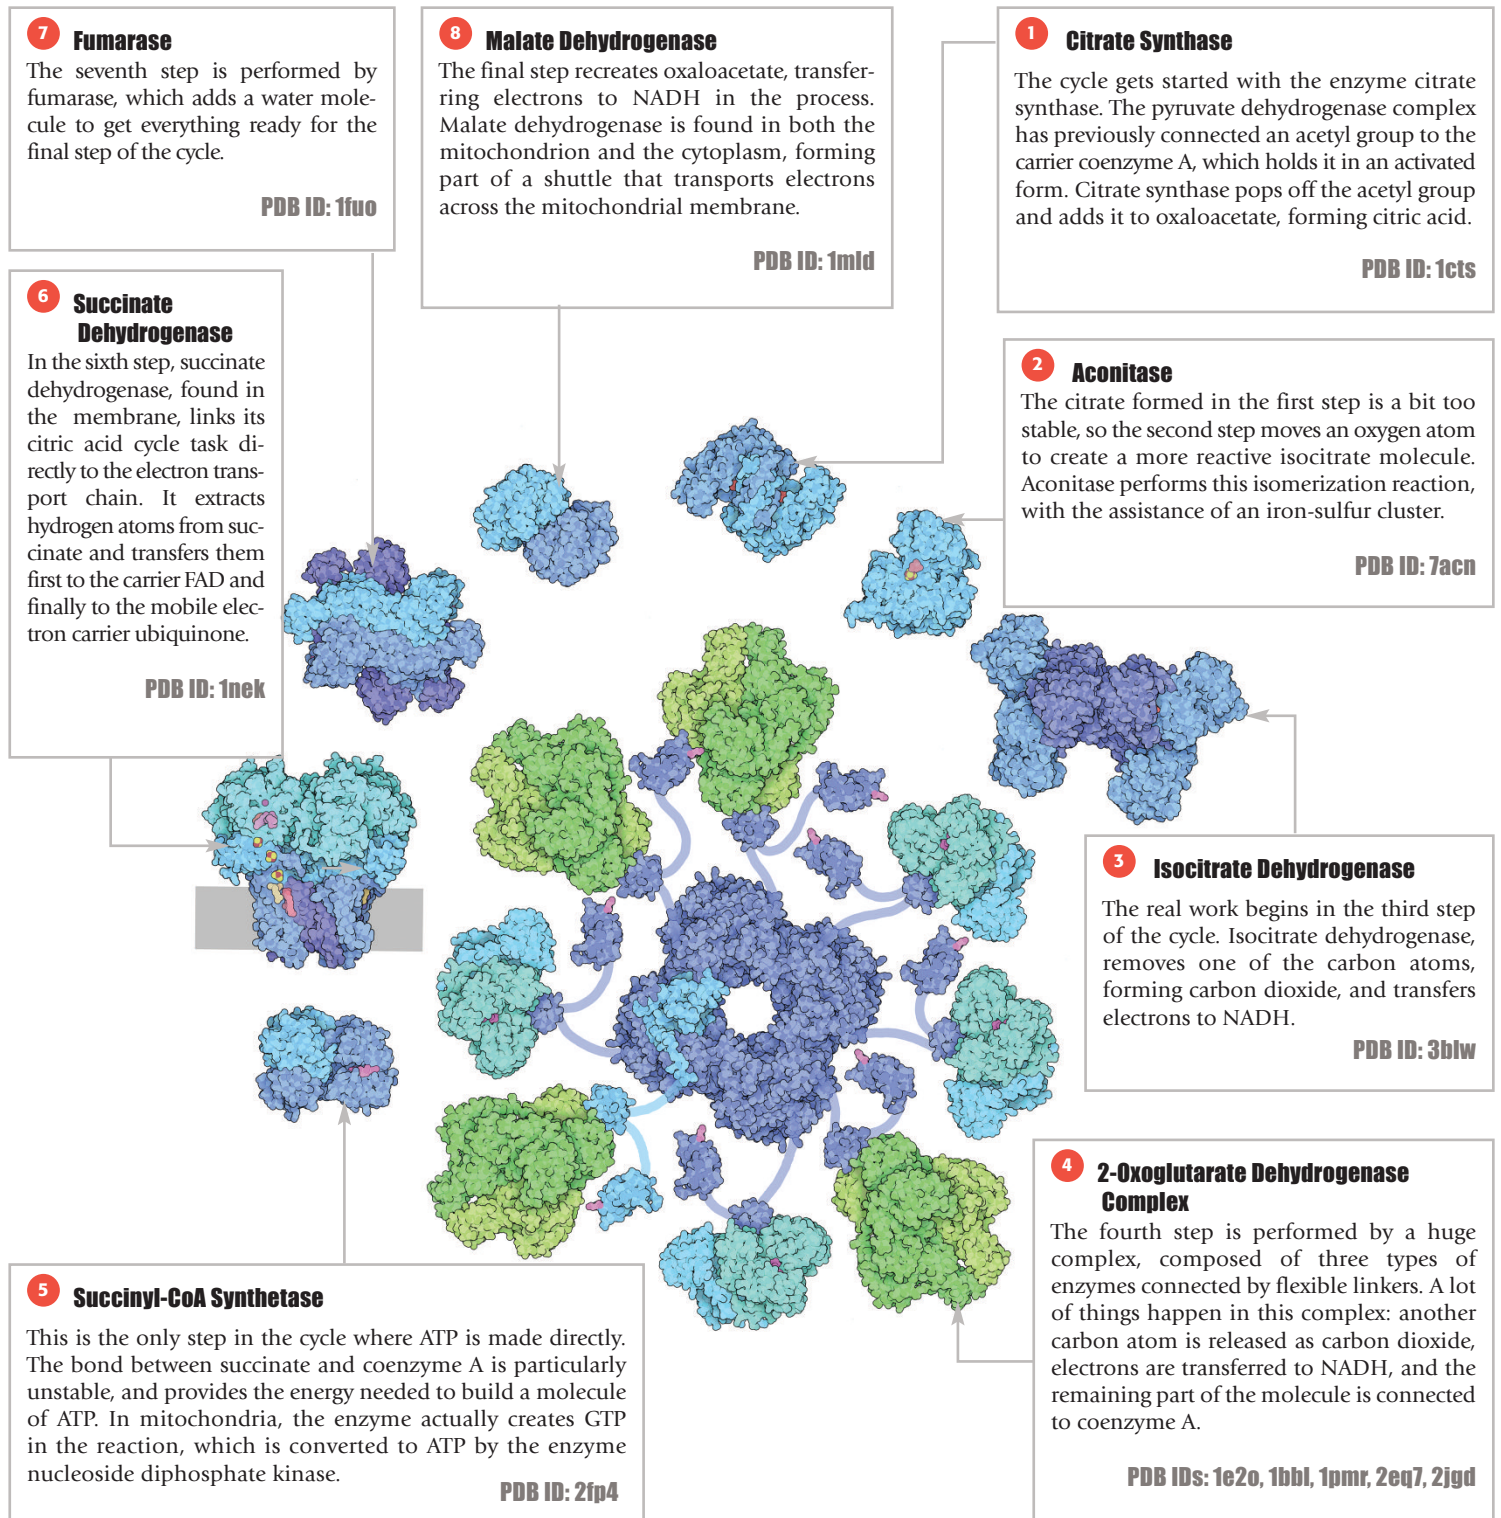 7 Fumarase
The seventh step is performed by
fumarase, which adds a water mole-
cule to get everything ready for the
final step of the cycle.
PDB ID: 1fuo
8 Malate Dehydrogenase
The final step recreates oxaloacetate, transfer-
ring electrons to NADH in the process.
Malate dehydrogenase is found in both the
mitochondrion and the cytoplasm, forming
part of a shuttle that transports electrons
across the mitochondrial membrane.
PDB ID: 1mld
1 Citrate Synthase
The cycle gets started with the enzyme citrate
synthase. The pyruvate dehydrogenase complex
has previously connected an acetyl group to the
carrier coenzyme A, which holds it in an activated
form. Citrate synthase pops off the acetyl group
and adds it to oxaloacetate, forming citric acid.
PDB ID: 1cts
6 Succinate
Dehydrogenase
In the sixth step, succinate
dehydrogenase, found in
the membrane, links its
citric acid cycle task di-
rectly to the electron trans-
port chain. It extracts
hydrogen atoms from suc-
cinate and transfers them
first to the carrier FAD and
finally to the mobile elec-
tron carrier ubiquinone.
PDB ID: 1nek
2 Aconitase
The citrate formed in the first step is a bit too
stable, so the second step moves an oxygen atom
to create a more reactive isocitrate molecule.
Aconitase performs this isomerization reaction,
with the assistance of an iron-sulfur cluster.
PDB ID: 7acn
3 Isocitrate Dehydrogenase
The real work begins in the third step
of the cycle. Isocitrate dehydrogenase,
removes one of the carbon atoms,
forming carbon dioxide, and transfers
electrons to NADH.
PDB ID: 3blw
4 2-Oxoglutarate Dehydrogenase
Complex
The fourth step is performed by a huge
complex, composed of three types of
enzymes connected by flexible linkers. A lot
of things happen in this complex: another
carbon atom is released as carbon dioxide,
electrons are transferred to NADH, and the
remaining part of the molecule is connected
to coenzyme A.
PDB IDs: 1e2o, 1bbl, 1pmr, 2eq7, 2jgd
5 Succinyl-CoA Synthetase
This is the only step in the cycle where ATP is made directly.
The bond between succinate and coenzyme A is particularly
unstable, and provides the energy needed to build a molecule
of ATP. In mitochondria, the enzyme actually creates GTP
in the reaction, which is converted to ATP by the enzyme
nucleoside diphosphate kinase.
PDB ID: 2fp4